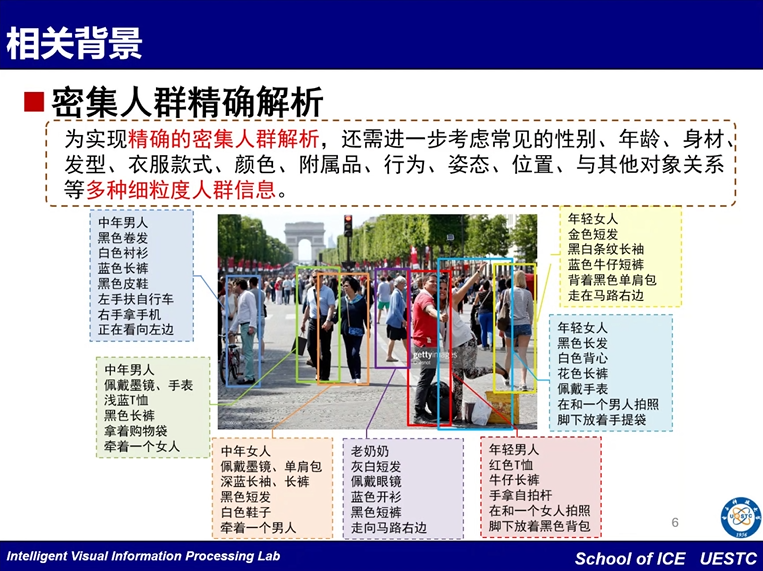 相关背景
密集人群精确解析
为实现精确的密集人群解析，还需进一步考虑常见的性别、年龄、身材、
发型、衣服款式、颜色、附属品、行为、姿态、位置、与其他对象关系
等多种细粒度人群信息。
中年男人
黑色卷发
白色衬衫
蓝色长裤
黑色皮鞋
左手扶自行车
右手拿手机
正在看向左边
年轻女人
金色短发
黑白条纹长袖
蓝色牛仔短裤
背着黑色单肩包
走在马路右边
年轻女人
黑色长发
白色背心
花色长裤
佩戴手表
在和一个男人拍照
脚下放着手提袋
中年男人
佩戴墨镜、手表
浅蓝T恤
黑色长裤
拿着购物袋
牵着一个女人
gettyimages
中年女人
佩戴墨镜、单肩包
深蓝长袖、长裤
黑色短发
白色鞋子
牵着一个男人
老奶奶
灰白短发
佩戴眼镜
蓝色开衫
黑色短裤
走向马路右边
年轻男人
红色T恤
牛仔长裤
手拿自拍杆
在和一个女人拍照
脚下放着黑色背包
6
UESTC
1956
Intelligent Visual Information Processing Lab
School of ICE UESTC